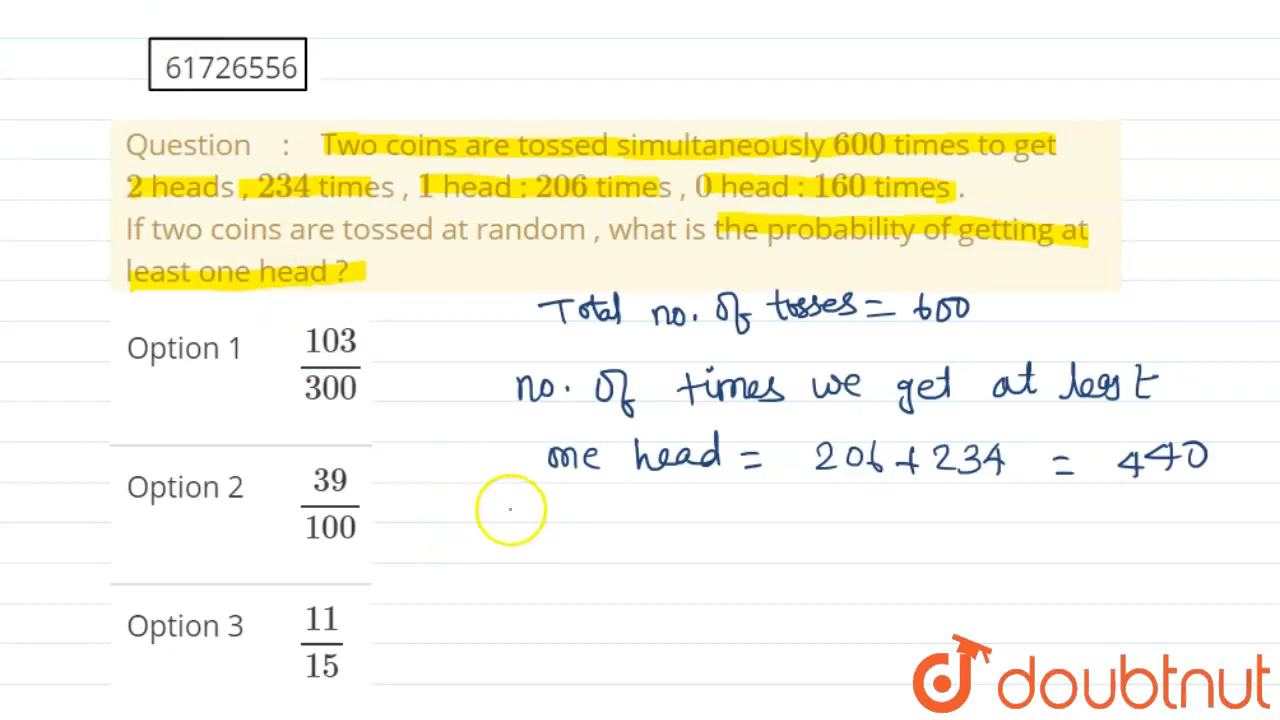 61726556
Question : Two coins are tossed simultaneously 600 times to get
2 heads , 234 times , 1 head : 206 times , 0 head : 160 times .
If two coins are tossed at random , what is the probability of getting at
least one head ?
Total no. of tosses = 600
Option 1 103/300
no. of times we get at least
one head = 206 + 234 = 440
Option 2 39/100
Option 3 11/15
doubtnut